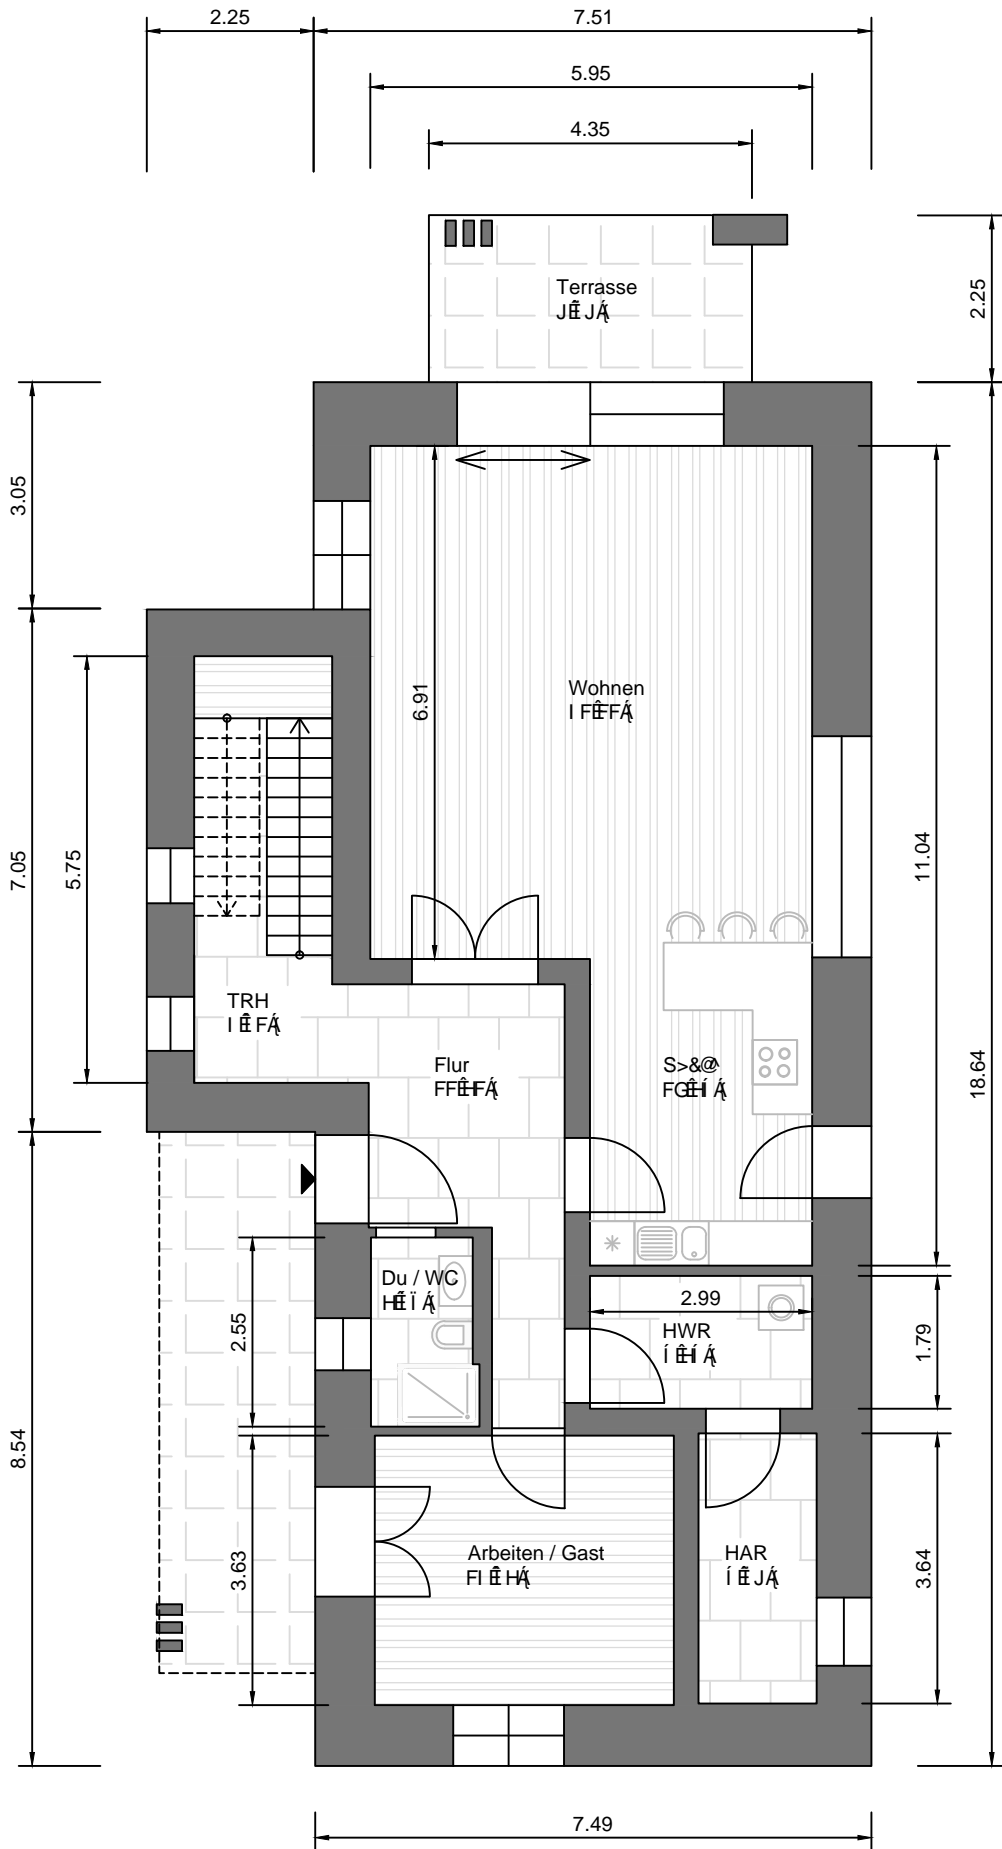 2.25
7.51
5.95
4.35
2.25
Terrasse
3.05
6.91
Wohnen
11.04
7.05
5.75
18.64
TRH
Flur
Du / WC
2.99
HWR
2.55
1.79
8.54
3.63
Arbeiten / Gast
HAR
3.64
7.49